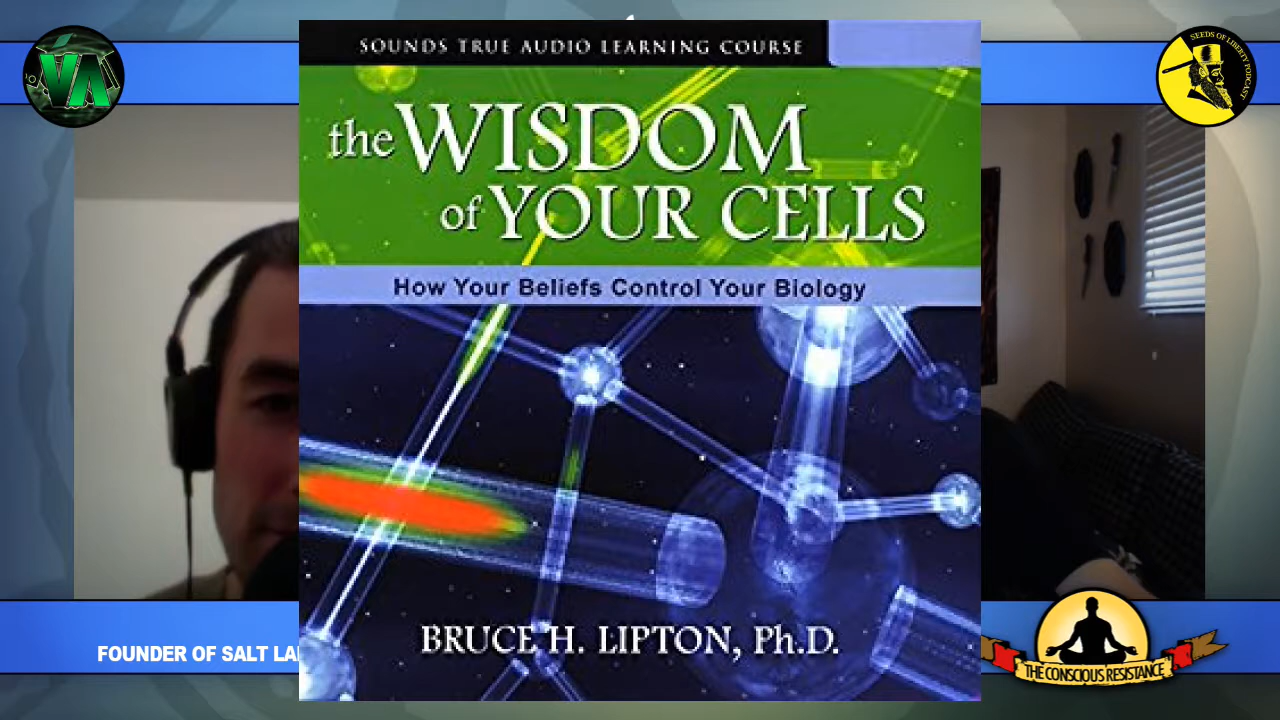 SOUNDS TRUE AUDIO LEARNING COURSE
SEEDS OF LIBERTY PODCAST
VA
the WISDOM
of YOUR CELLS
How Your Beliefs Control Your Biology
BRUCE H. LIPTON, Ph.D.
FOUNDER OF SALT LA
THE CONSCIOUS RESISTANCE